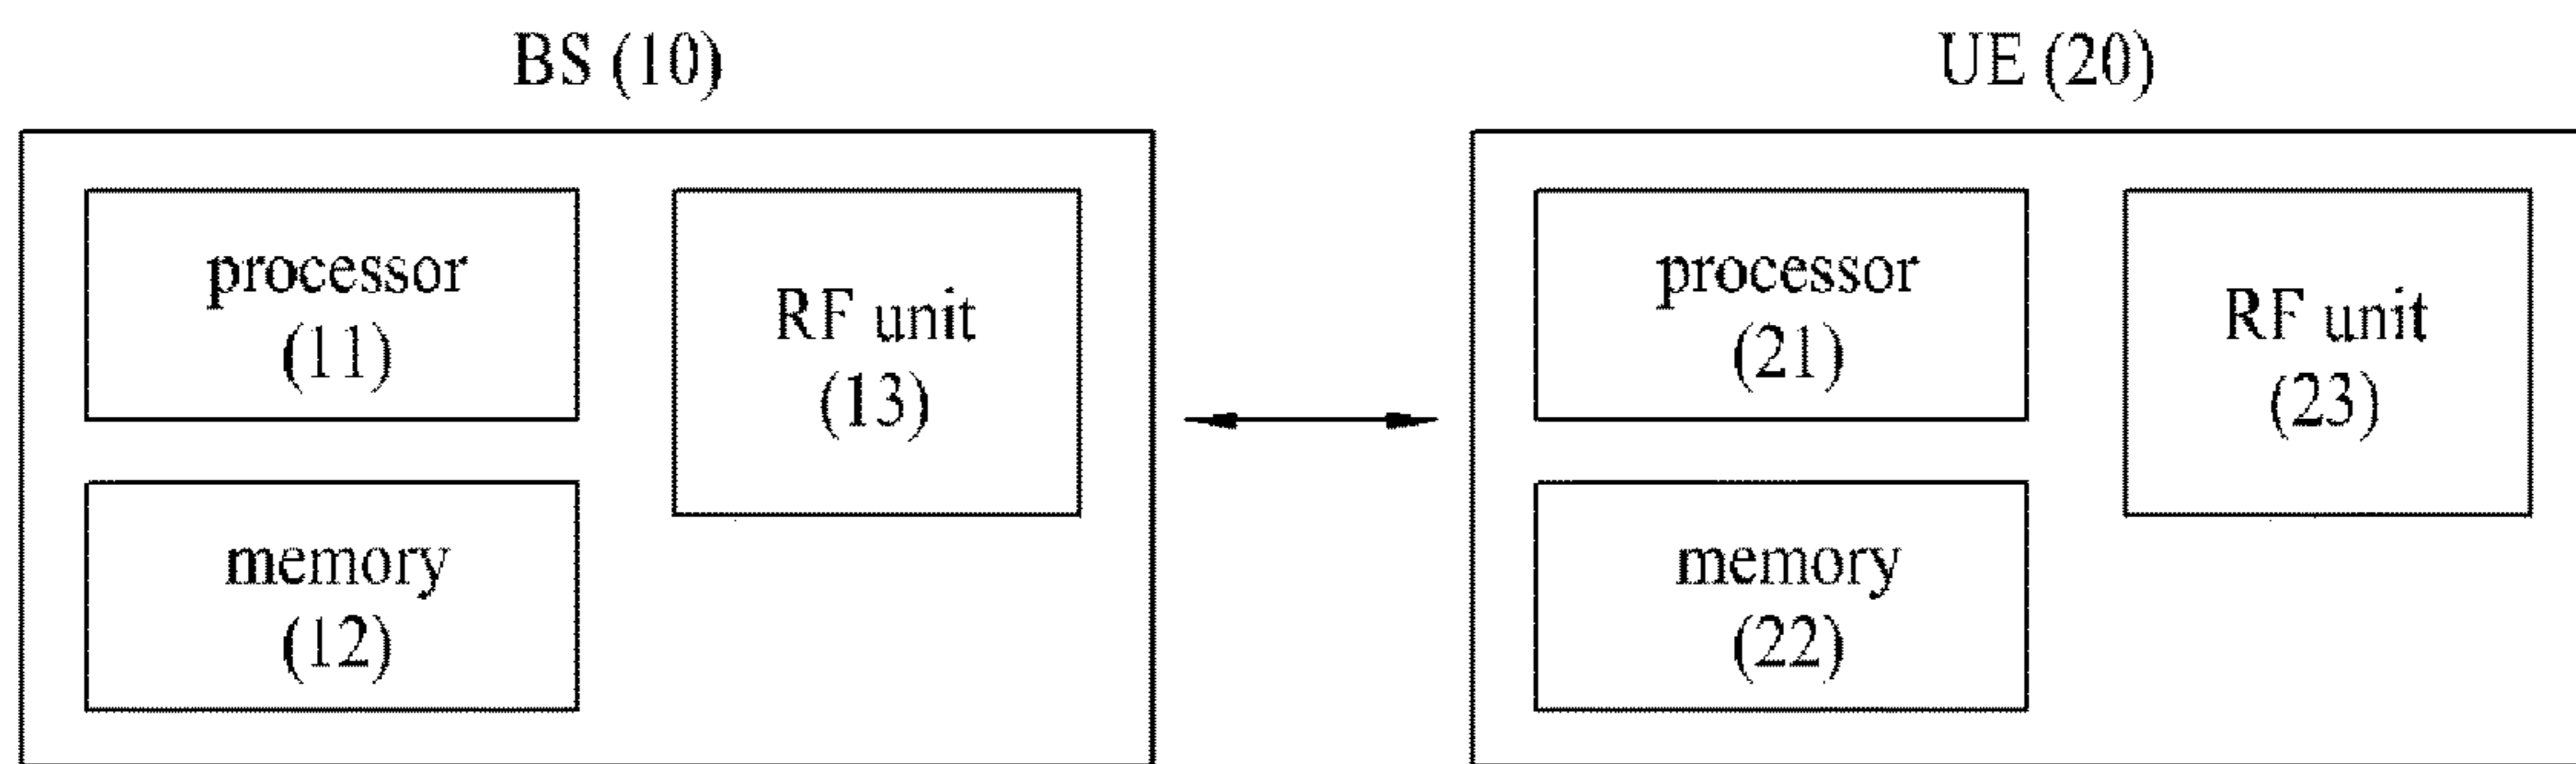 BS (10)
processor
(11)
RF unit
(13)
memory
(12)
UE (20)
processor
(21)
RF unit
(23)
memory
(22)